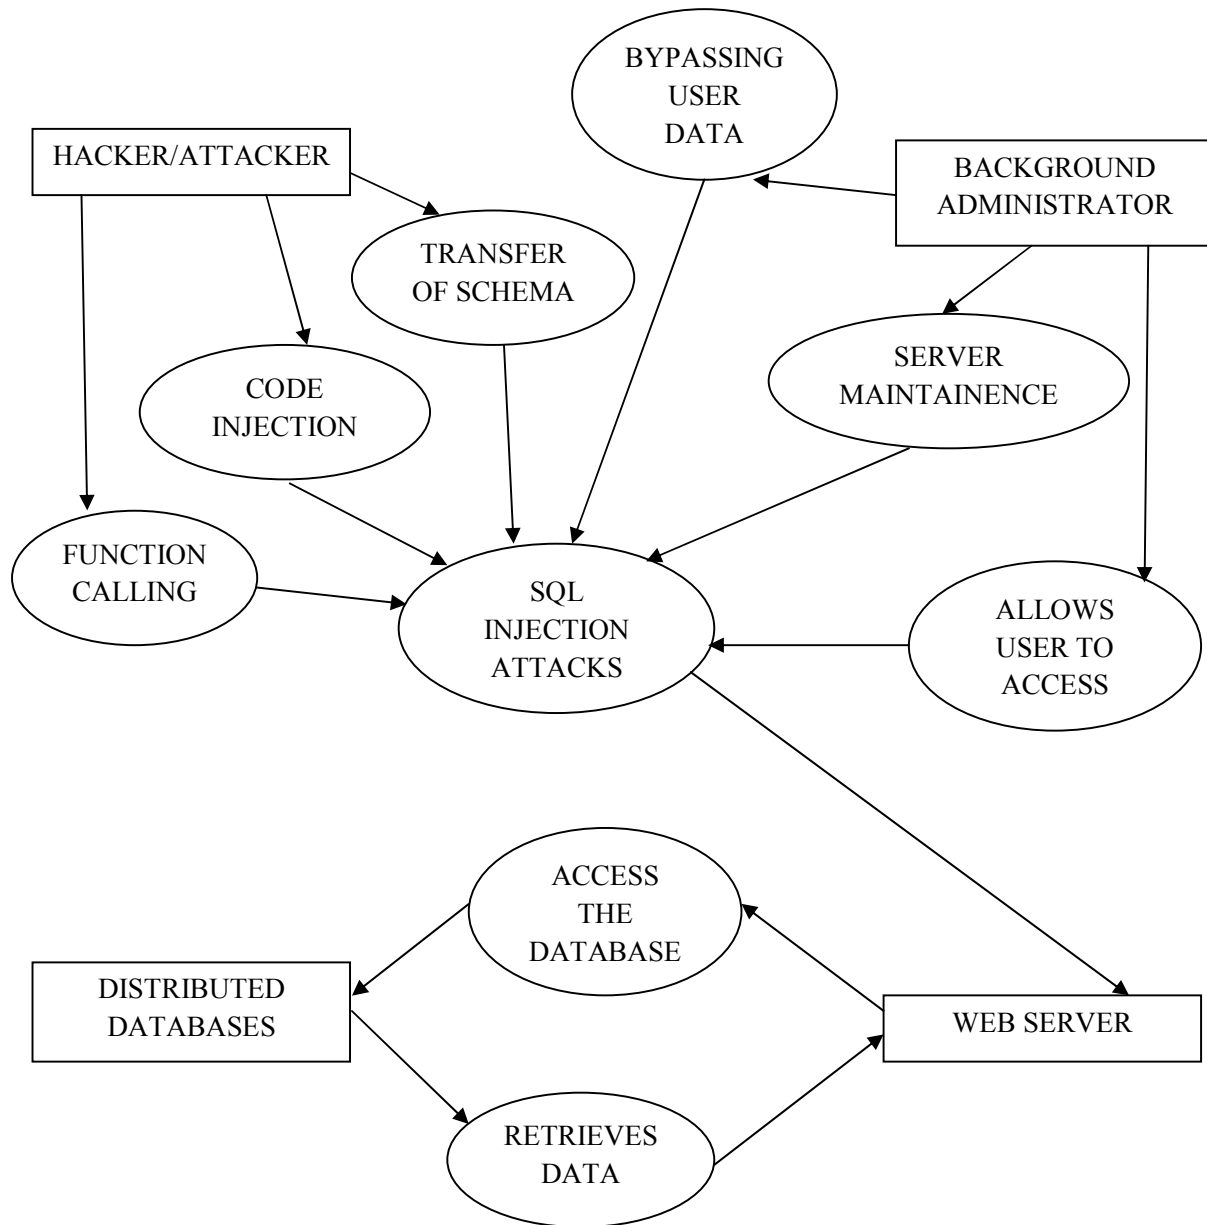 BYPASSING
USER
DATA
HACKER/ATTACKER
BACKGROUND
ADMINISTRATOR
TRANSFER
OF SCHEMA
SERVER
MAINTAINENCE
CODE
INJECTION
FUNCTION
CALLING
SQL
INJECTION
ATTACKS
ALLOWS
USER TO
ACCESS
ACCESS
THE
DATABASE
DISTRIBUTED
DATABASES
WEB SERVER
RETRIEVES
DATA